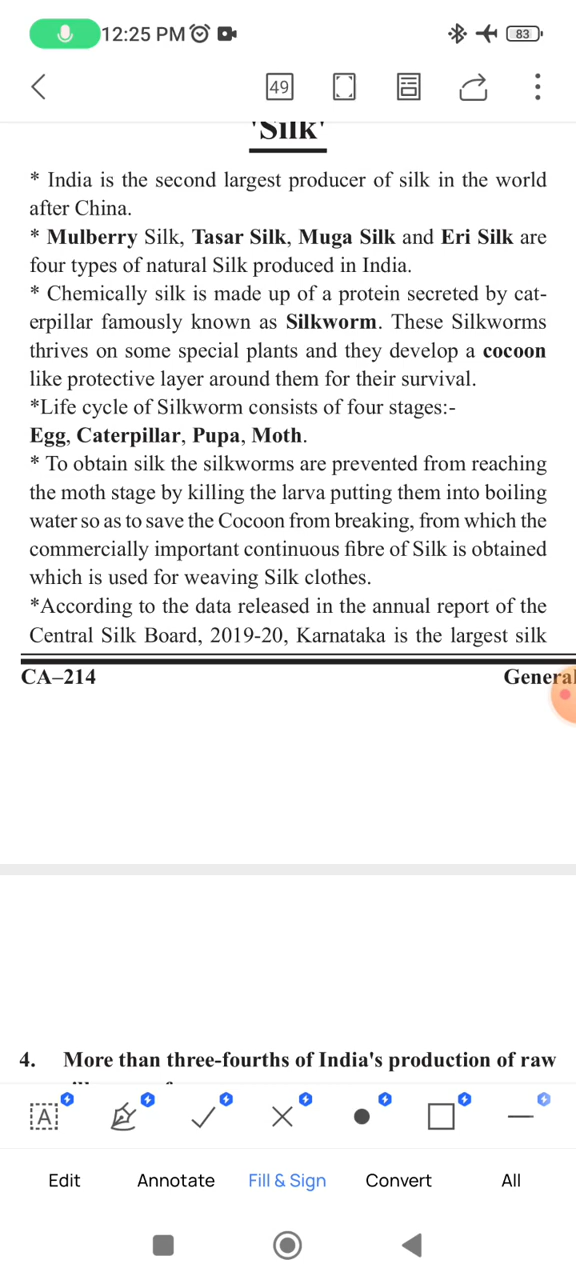 12:25 PM
83
49
'Silk'
* India is the second largest producer of silk in the world
after China.
* Mulberry Silk, Tasar Silk, Muga Silk and Eri Silk are
four types of natural Silk produced in India.
* Chemically silk is made up of a protein secreted by cat-
erpillar famously known as Silkworm. These Silkworms
thrives on some special plants and they develop a cocoon
like protective layer around them for their survival.
*Life cycle of Silkworm consists of four stages:-
Egg, Caterpillar, Pupa, Moth.
* To obtain silk the silkworms are prevented from reaching
the moth stage by killing the larva putting them into boiling
water so as to save the Cocoon from breaking, from which the
commercially important continuous fibre of Silk is obtained
which is used for weaving Silk clothes.
*According to the data released in the annual report of the
Central Silk Board, 2019-20, Karnataka is the largest silk
CA–214 General
4. More than three-fourths of India's production of raw
A
Edit Annotate Fill & Sign Convert All